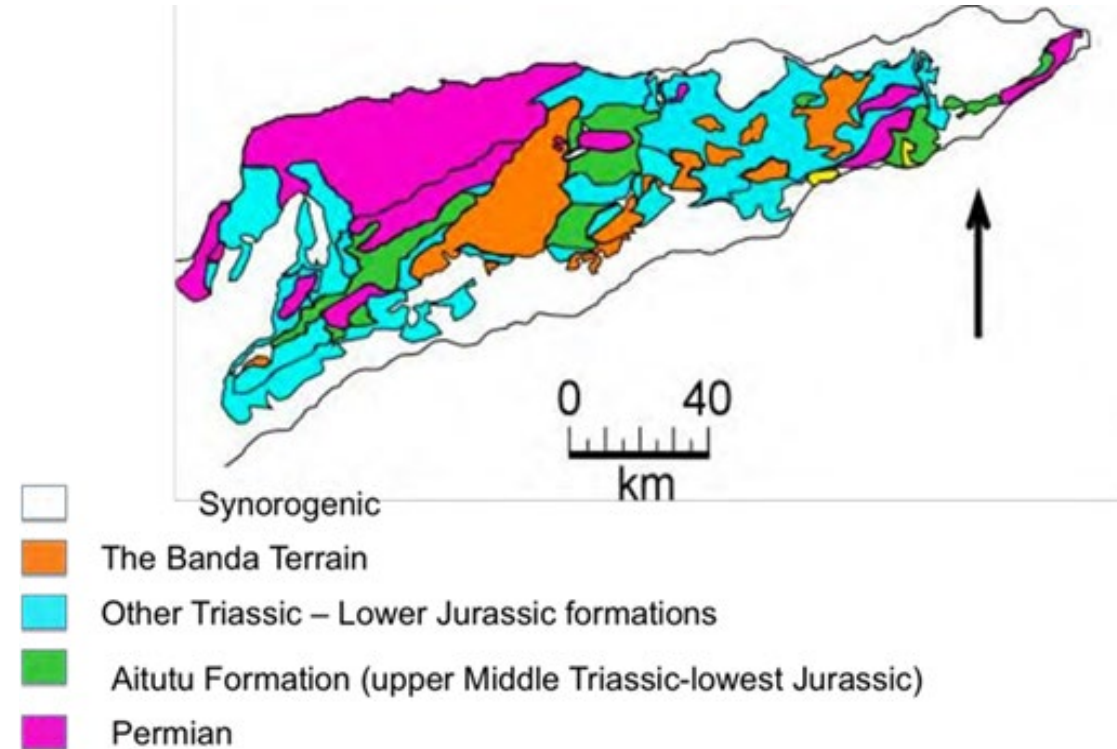 0 40
km
Synorogenic
The Banda Terrain
Other Triassic – Lower Jurassic formations
Aitutu Formation (upper Middle Triassic-lowest Jurassic)
Permian